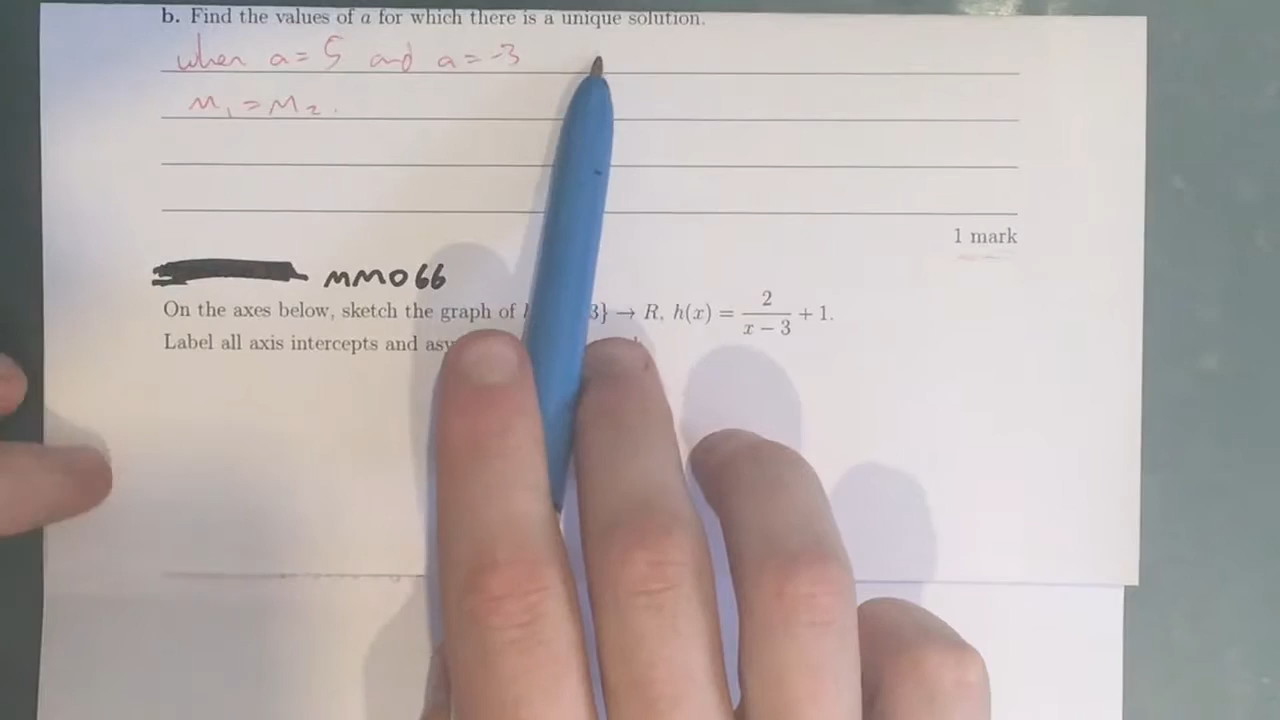 b. Find the values of a for which there is a unique solution.
when a = 5 and a = -3
M₁ = M₂.
1 mark
MM066
On the axes below, sketch the graph of 3} → R, h(x) = 2/(x − 3) + 1.
Label all axis intercepts and